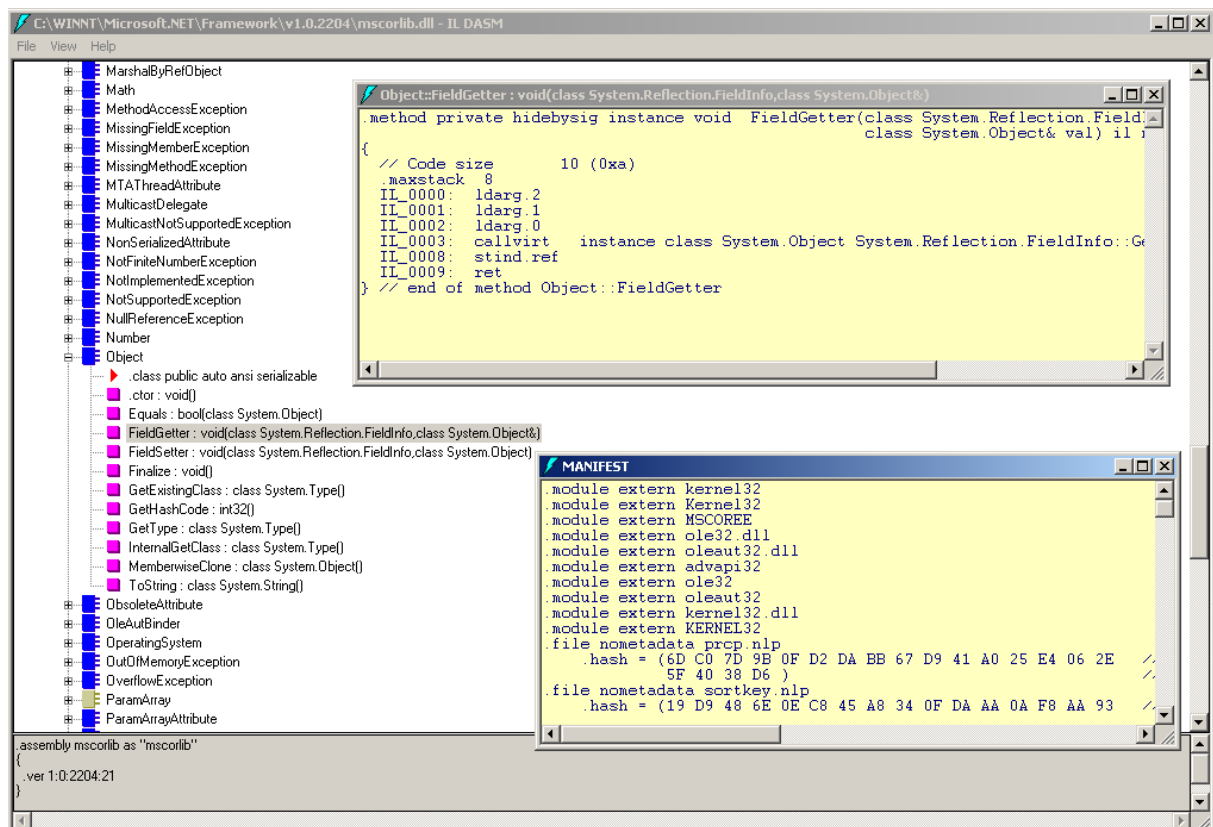 C:\WINNT\Microsoft.NET\Framework\v1.0.2204\mscorlib.dll - IL DASM
File View Help
MarshalByRefObject
Math
MethodAccessException
MissingFieldException
MissingMemberException
MissingMethodException
MTAThreadAttribute
MulticastDelegate
MulticastNotSupportedException
NonSerializedAttribute
NotFiniteNumberException
NotImplementedException
NotSupportedException
NullReferenceException
Number
Object
.class public auto ansi serializable
.ctor : void()
Equals : bool(class System.Object)
FieldGetter : void(class System.Reflection.FieldInfo,class System.Object&)
FieldSetter : void(class System.Reflection.FieldInfo,class System.Object)
Finalize : void()
GetExistingClass : class System.Type()
GetHashCode : int32()
GetType : class System.Type()
InternalGetClass : class System.Type()
MemberwiseClone : class System.Object()
ToString : class System.String()
ObsoleteAttribute
OleAutBinder
OperatingSystem
OutOfMemoryException
OverflowException
ParamArray
ParamArrayAttribute
Object::FieldGetter : void(class System.Reflection.FieldInfo,class System.Object&)
.method private hidebysig instance void FieldGetter(class System.Reflection.Field
class System.Object& val) il
{
// Code size 10 (0xa)
.maxstack 8
IL_0000: ldarg.2
IL_0001: ldarg.1
IL_0002: ldarg.0
IL_0003: callvirt instance class System.Object System.Reflection.FieldInfo::Ge
IL_0008: stind.ref
IL_0009: ret
} // end of method Object::FieldGetter
MANIFEST
.module extern kernel32
.module extern Kernel32
.module extern MSCOREE
.module extern ole32.dll
.module extern oleaut32.dll
.module extern advapi32
.module extern ole32
.module extern oleaut32
.module extern kernel32.dll
.module extern KERNEL32
.file nometadata prcp.nlp
.hash = (6D C0 7D 9B 0F D2 DA BB 67 D9 41 A0 25 E4 06 2E //
5F 40 38 D6 ) //
.file nometadata sortkey.nlp
.hash = (19 D9 48 6E 0E C8 45 A8 34 0F DA AA 0A F8 AA 93 //
.assembly mscorlib as "mscorlib"
{
.ver 1:0:2204:21
}